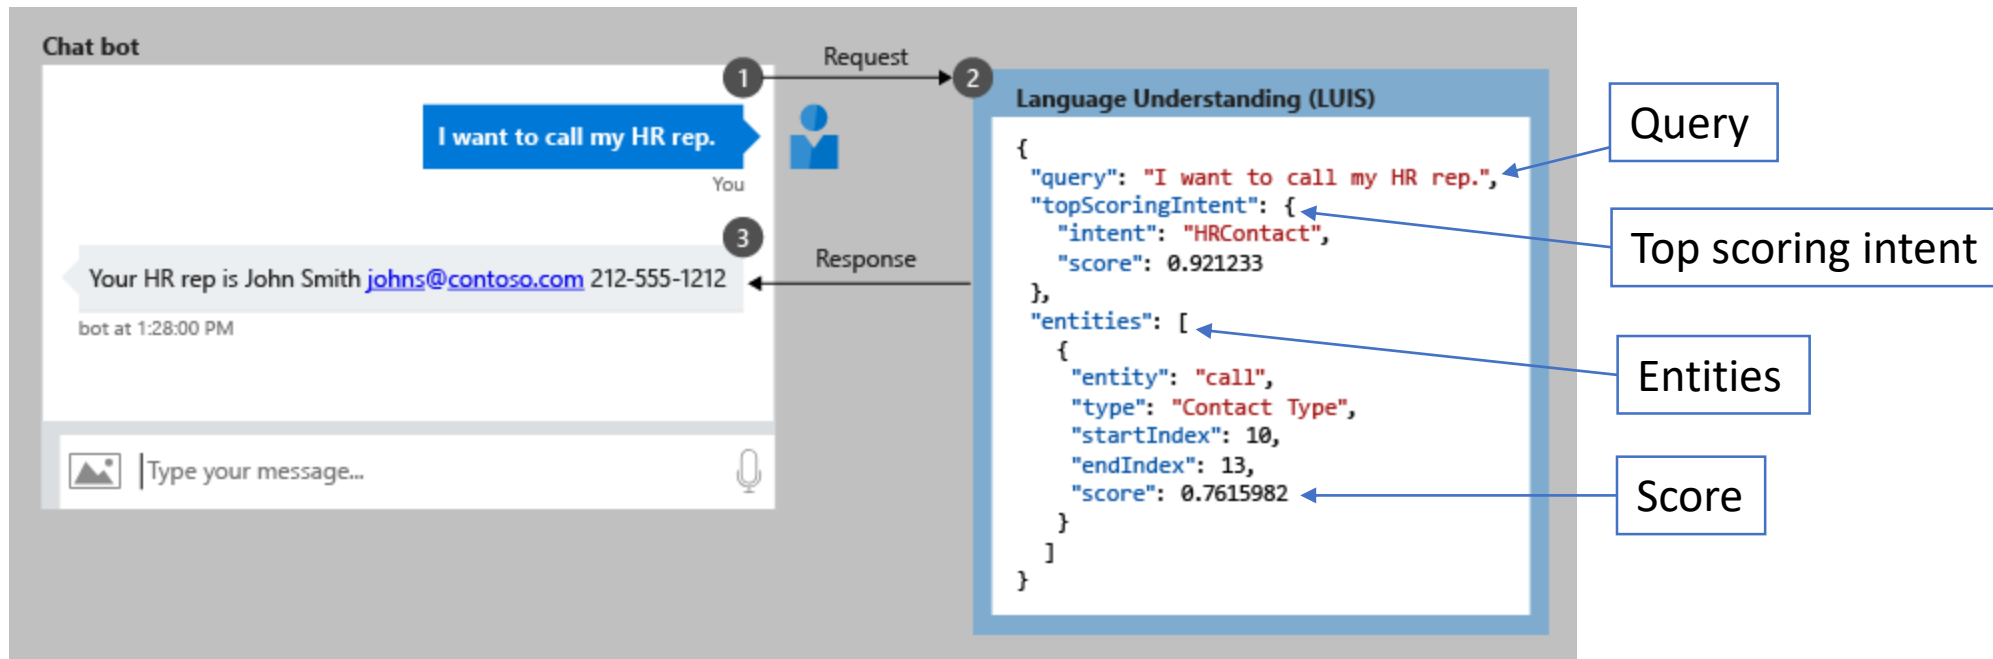 Chat bot
1
Request
2
I want to call my HR rep.
You
3
Response
Your HR rep is John Smith johns@contoso.com 212-555-1212
bot at 1:28:00 PM
Type your message...
Language Understanding (LUIS)
{
"query": "I want to call my HR rep.",
"topScoringIntent": {
"intent": "HRContact",
"score": 0.921233
},
"entities": [
{
"entity": "call",
"type": "Contact Type",
"startIndex": 10,
"endIndex": 13,
"score": 0.7615982
}
]
}
Query
Top scoring intent
Entities
Score